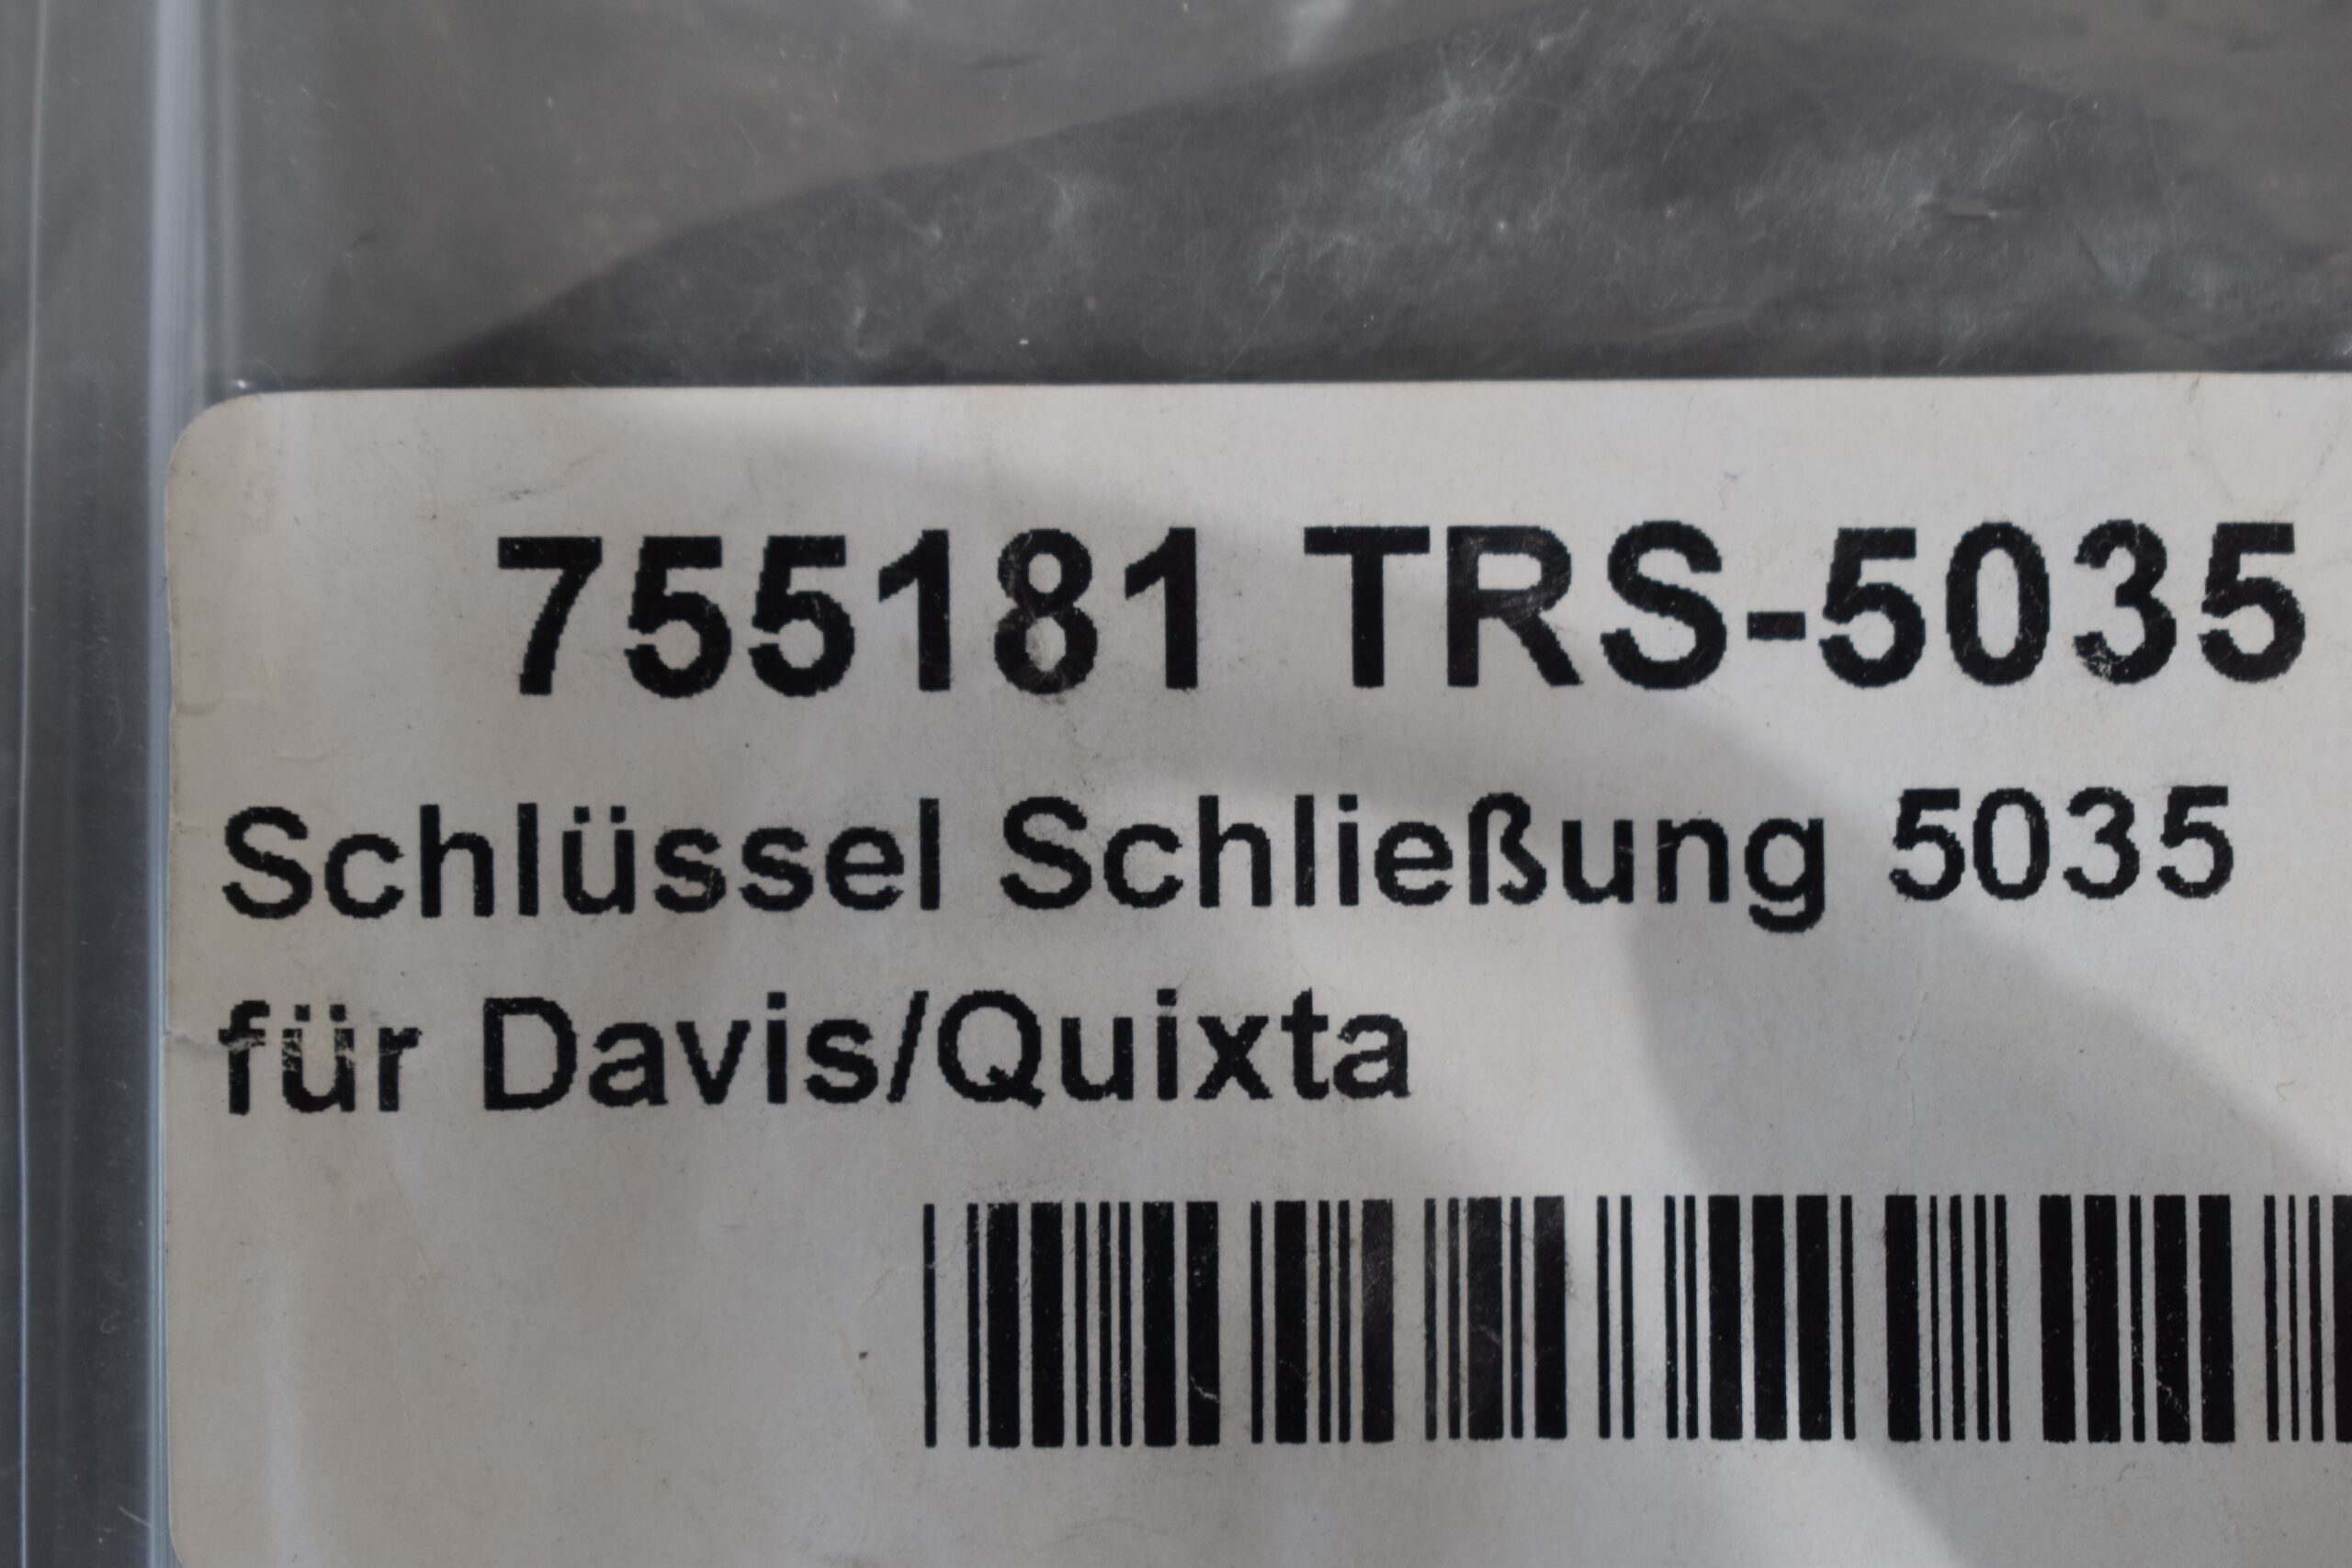 755181 TRS-5035
Schlüssel Schließung 5035
für Davis/Quixta